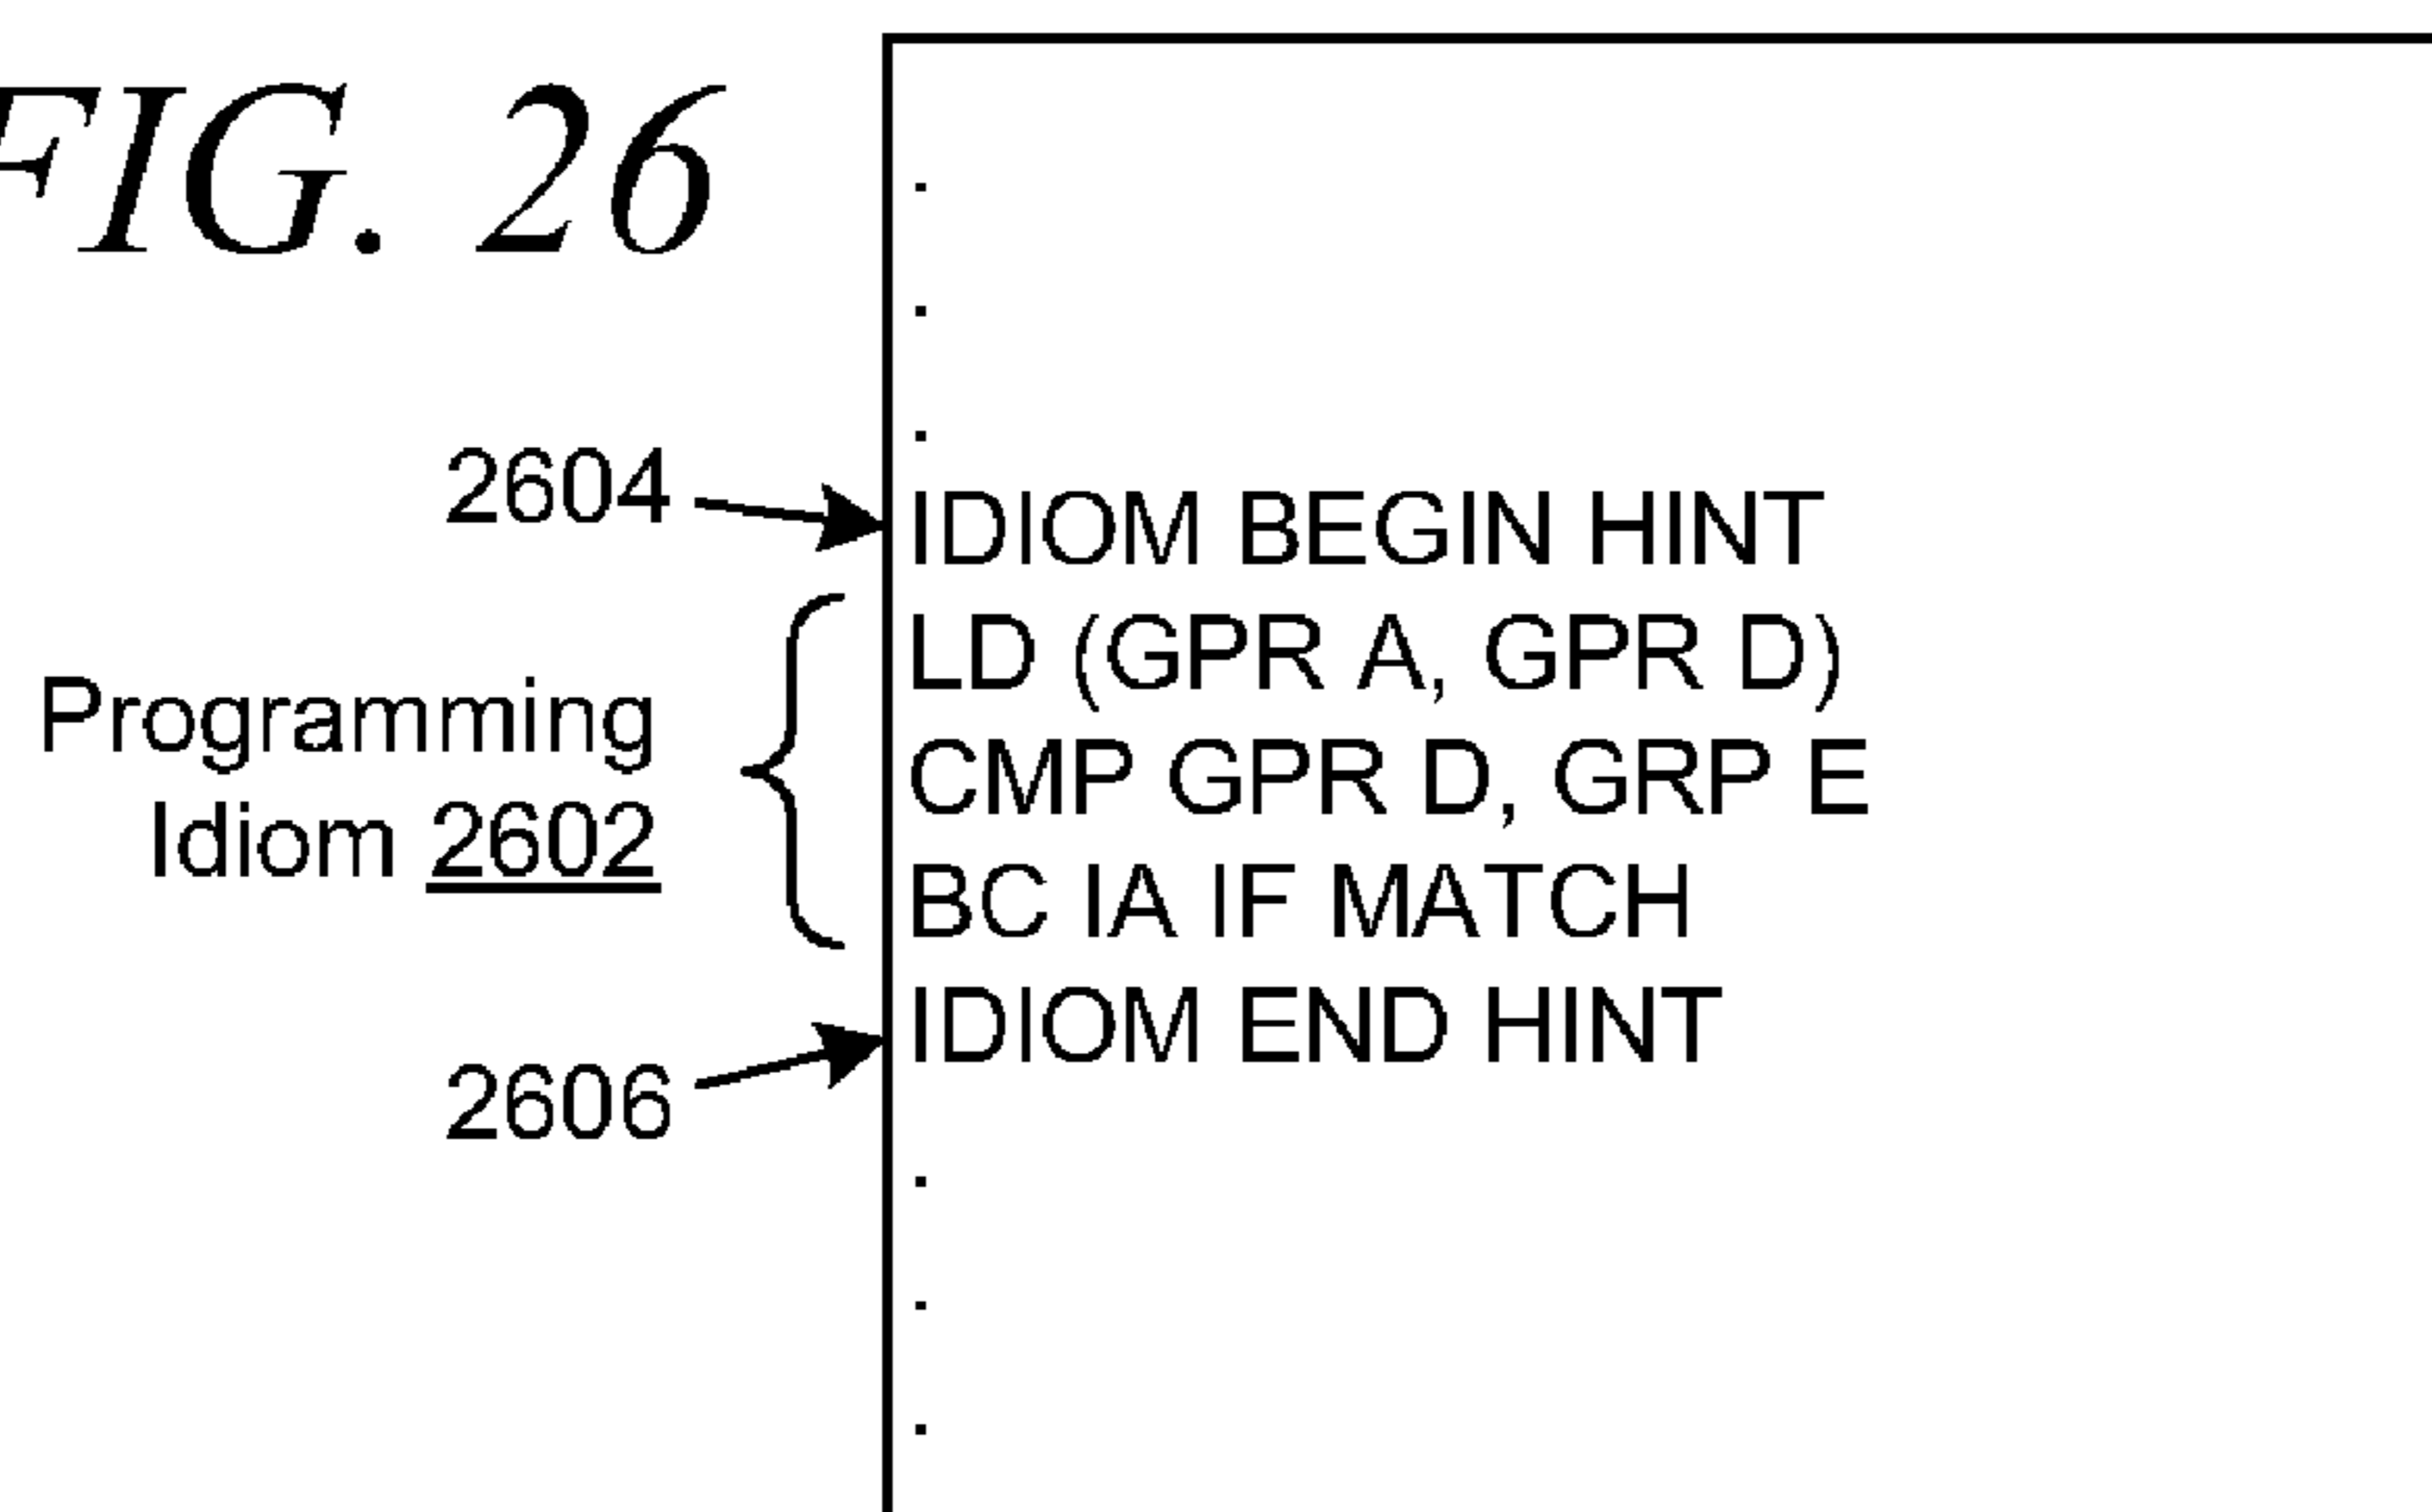 FIG. 26
.
.
.
2604
IDIOM BEGIN HINT
LD (GPR A, GPR D)
Programming
Idiom 2602
CMP GPR D, GRP E
BC IA IF MATCH
IDIOM END HINT
2606
.
.
.